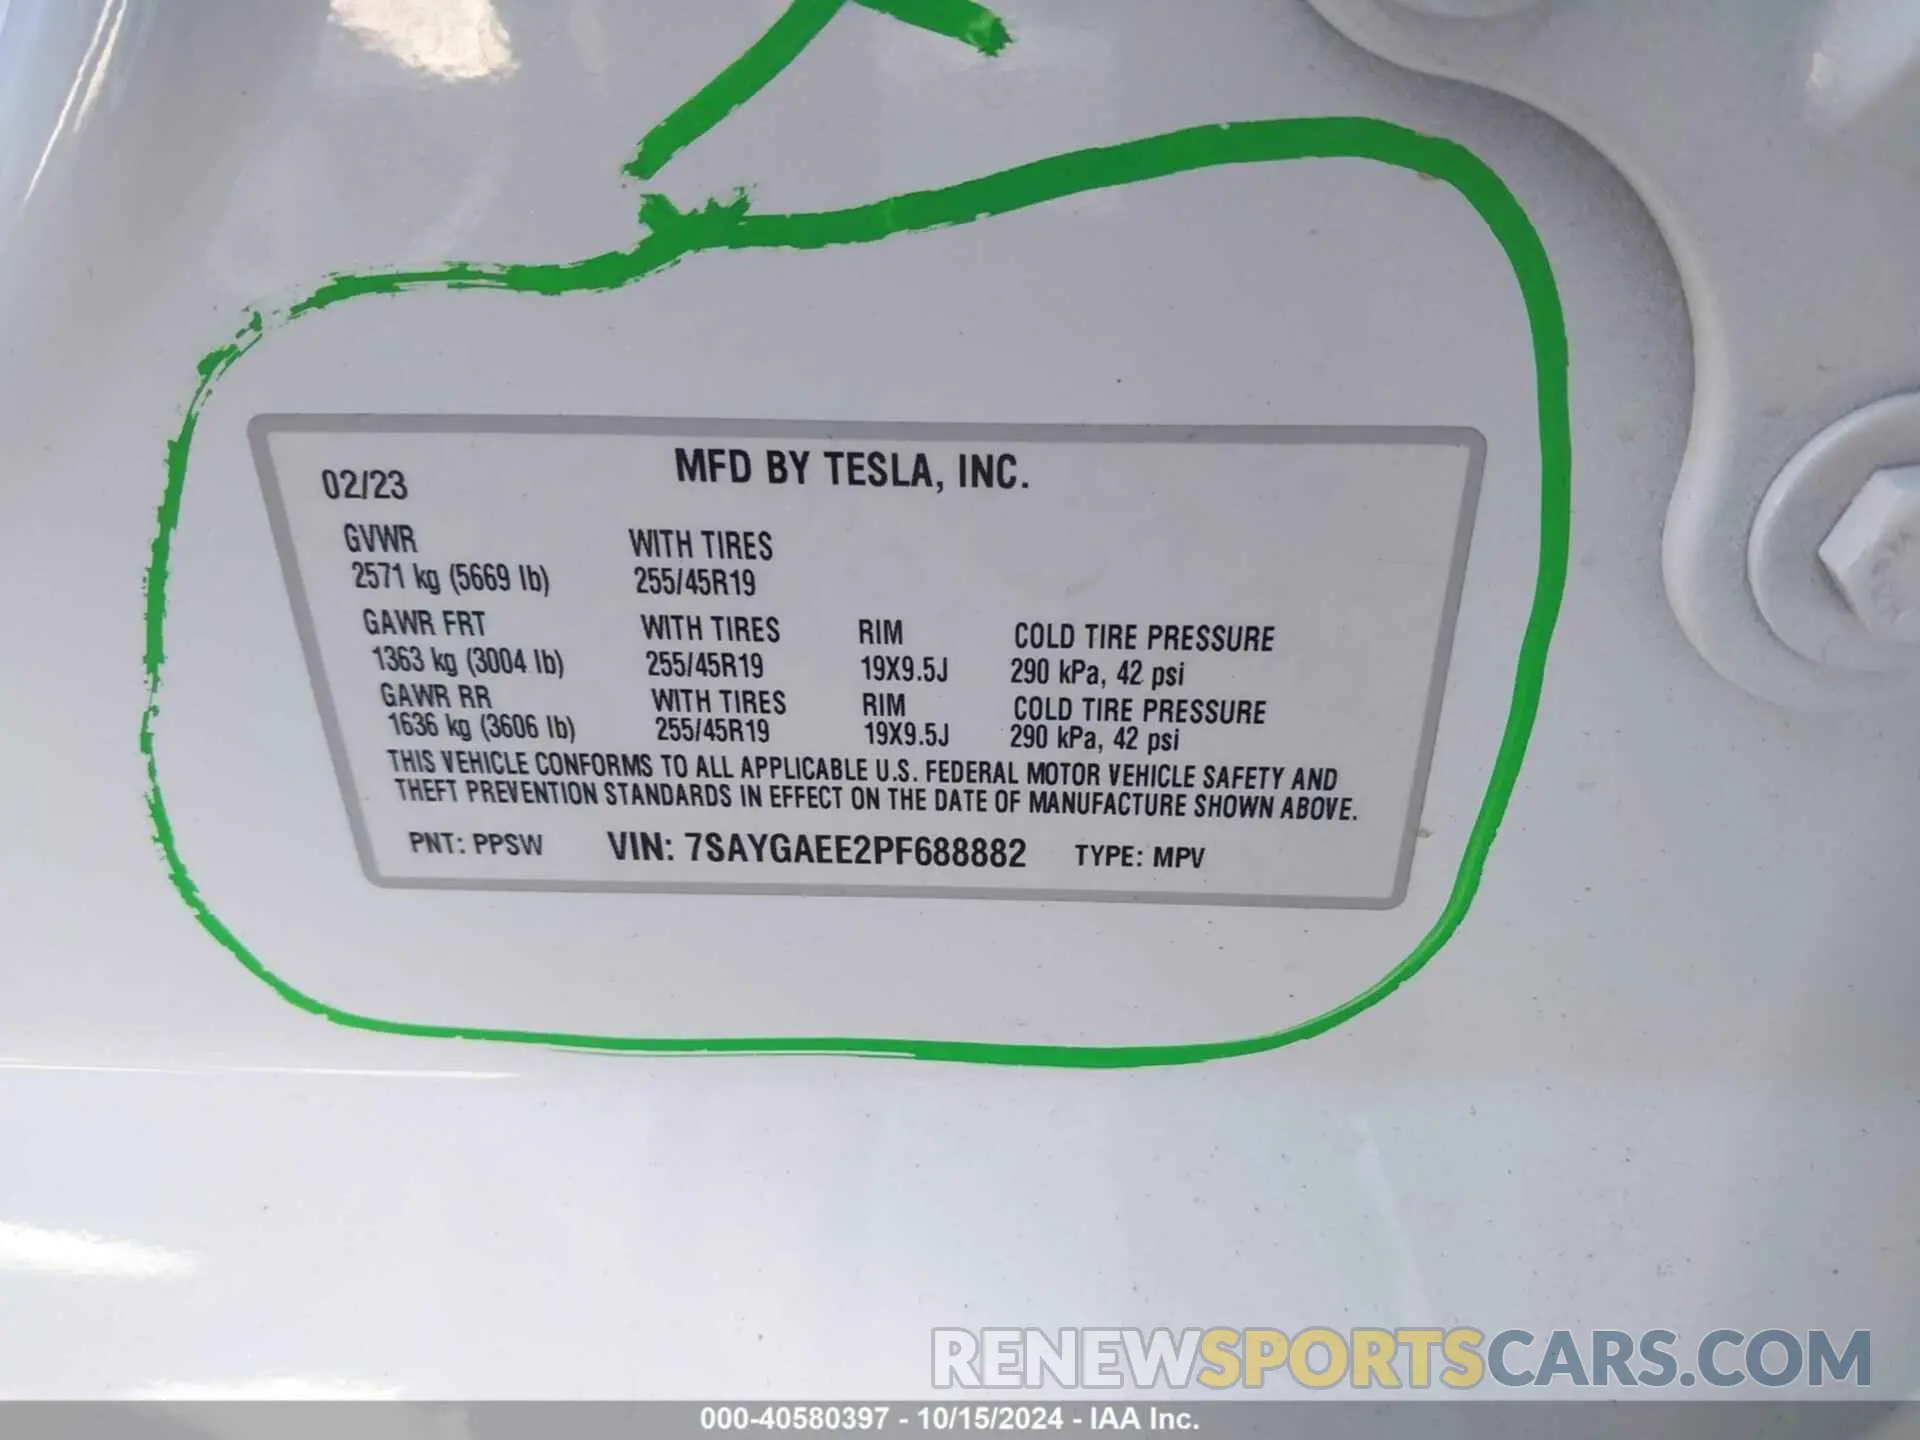 02/23 MFD BY TESLA, INC.
GVWR WITH TIRES
2571 kg (5669 lb) 255/45R19
GAWR FRT WITH TIRES RIM COLD TIRE PRESSURE
1363 kg (3004 lb) 255/45R19 19X9.5J 290 kPa, 42 psi
GAWR RR WITH TIRES RIM COLD TIRE PRESSURE
1636 kg (3606 lb) 255/45R19 19X9.5J 290 kPa, 42 psi
THIS VEHICLE CONFORMS TO ALL APPLICABLE U.S. FEDERAL MOTOR VEHICLE SAFETY AND
THEFT PREVENTION STANDARDS IN EFFECT ON THE DATE OF MANUFACTURE SHOWN ABOVE.
PNT: PPSW VIN: 7SAYGAEE2PF688882 TYPE: MPV
RENEWSPORTSCARS.COM
000-40580397 - 10/15/2024 - IAA Inc.